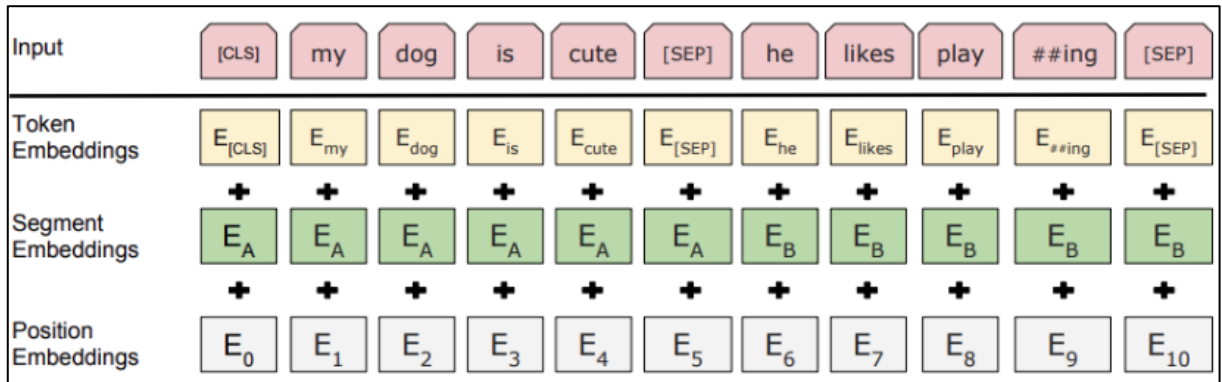 Input [CLS] my dog is cute [SEP] he likes play ##ing [SEP]
Token Embeddings E[CLS] Emy Edog Eis Ecute E[SEP] Ehe Elikes Eplay E##ing E[SEP]
+ + + + + + + + + + +
Segment Embeddings EA EA EA EA EA EA EB EB EB EB EB
+ + + + + + + + + + +
Position Embeddings E0 E1 E2 E3 E4 E5 E6 E7 E8 E9 E10